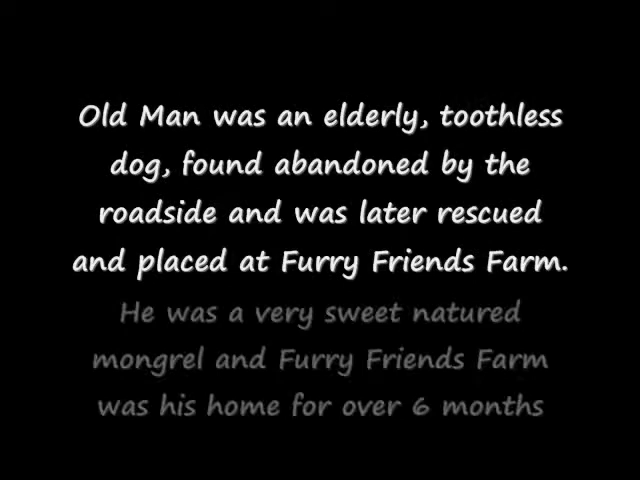 Old Man was an elderly, toothless
dog, found abandoned by the
roadside and was later rescued
and placed at Furry Friends Farm.
He was a very sweet natured
mongrel and Furry Friends Farm
was his home for over 6 months